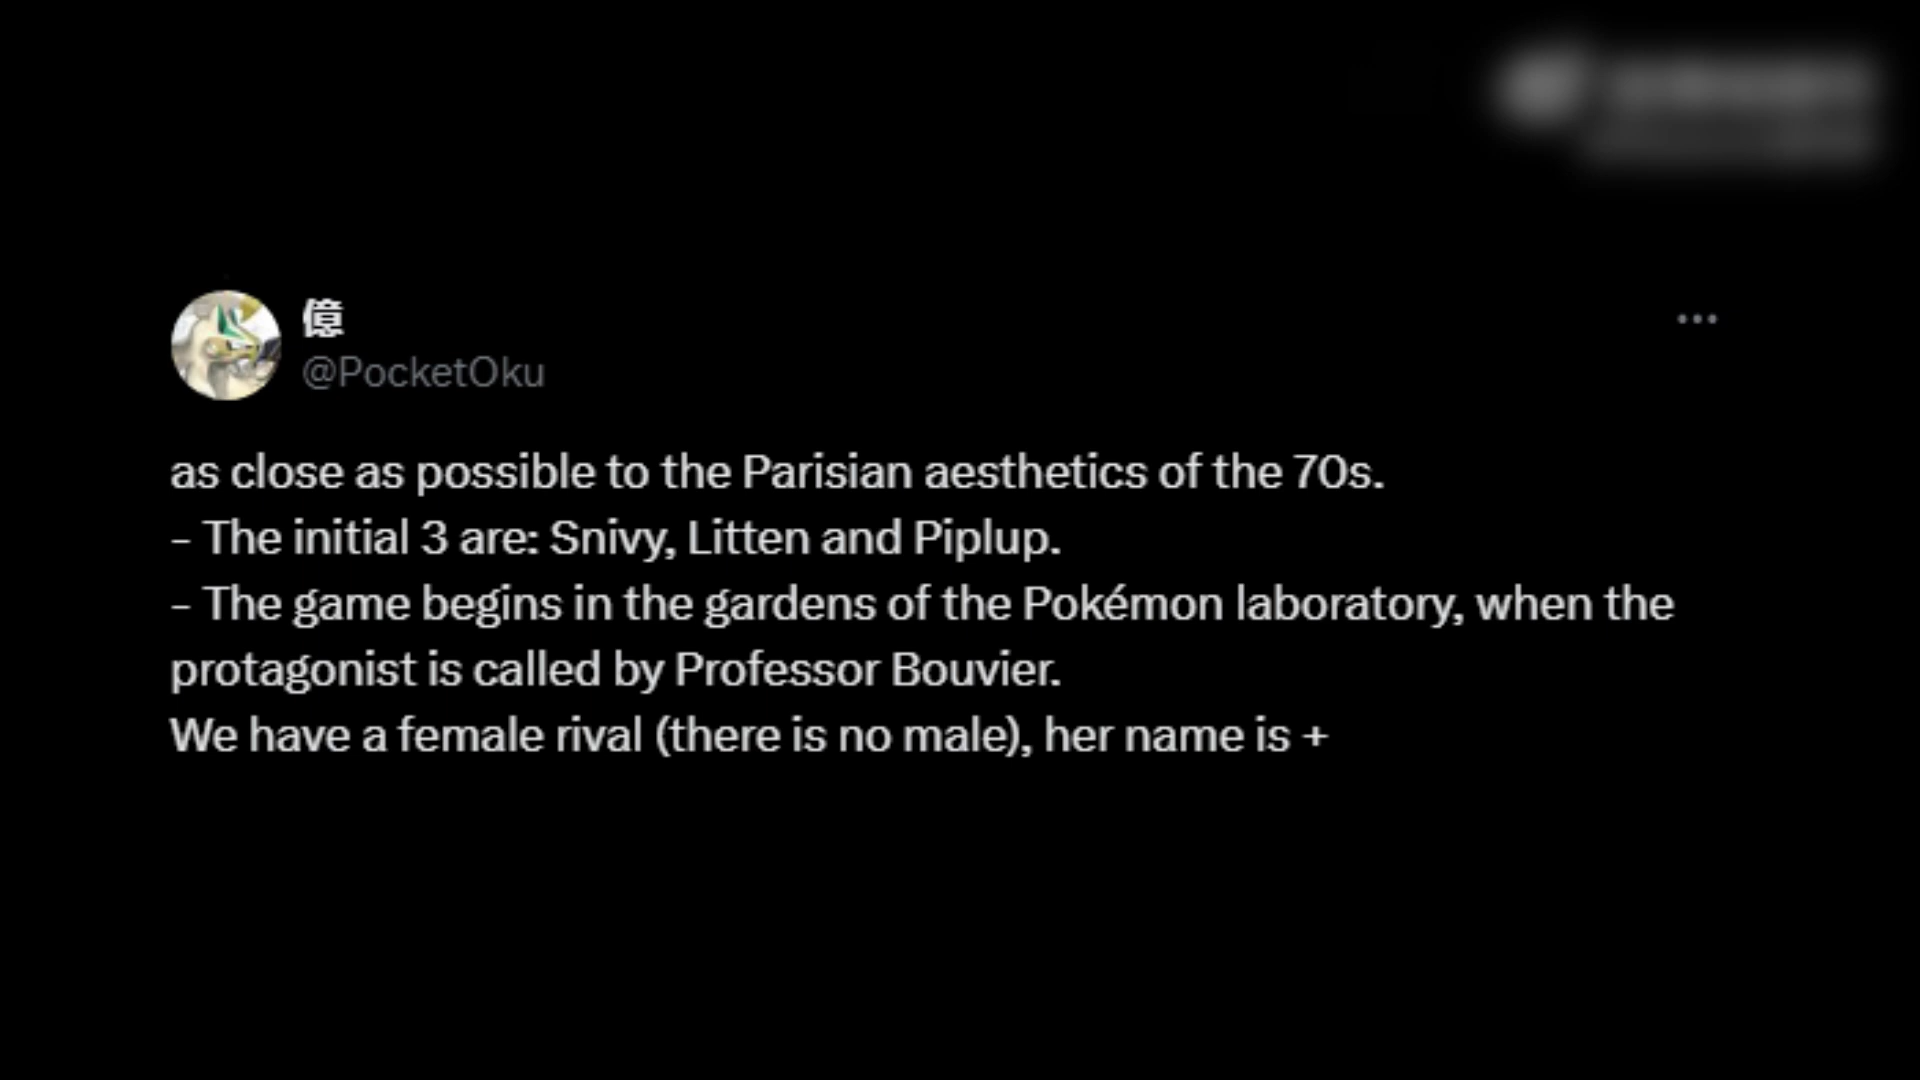 億
@PocketOku
as close as possible to the Parisian aesthetics of the 70s.
- The initial 3 are: Snivy, Litten and Piplup.
- The game begins in the gardens of the Pokémon laboratory, when the
protagonist is called by Professor Bouvier.
We have a female rival (there is no male), her name is +